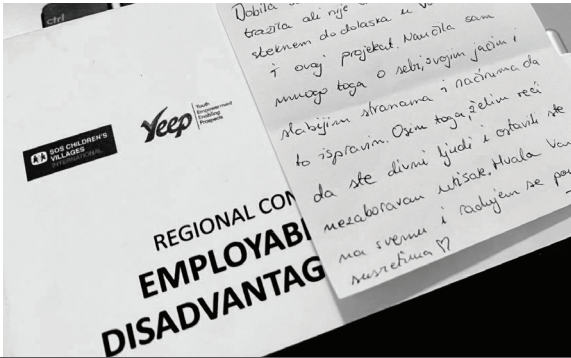 ctrl
SOS CHILDREN'S
VILLAGES
INTERNATIONAL
Yeep
Youth
Empowerment
Enabling
Prospects
REGIONAL CON
EMPLOYAB
DISADVANTAG
Dobila
tražila ali nije
steknem do dolaska u
i ovaj projekat. Naučila sam
mnogo toga o sebi, svojim jačim i
slabijim stranama i načinima da
to ispravim. Osim toga, želim reći
da ste divni ljudi i ostavili ste
nezaboravan utisak. Hvala Vam
na svemu i radujem se po
susretima ♡